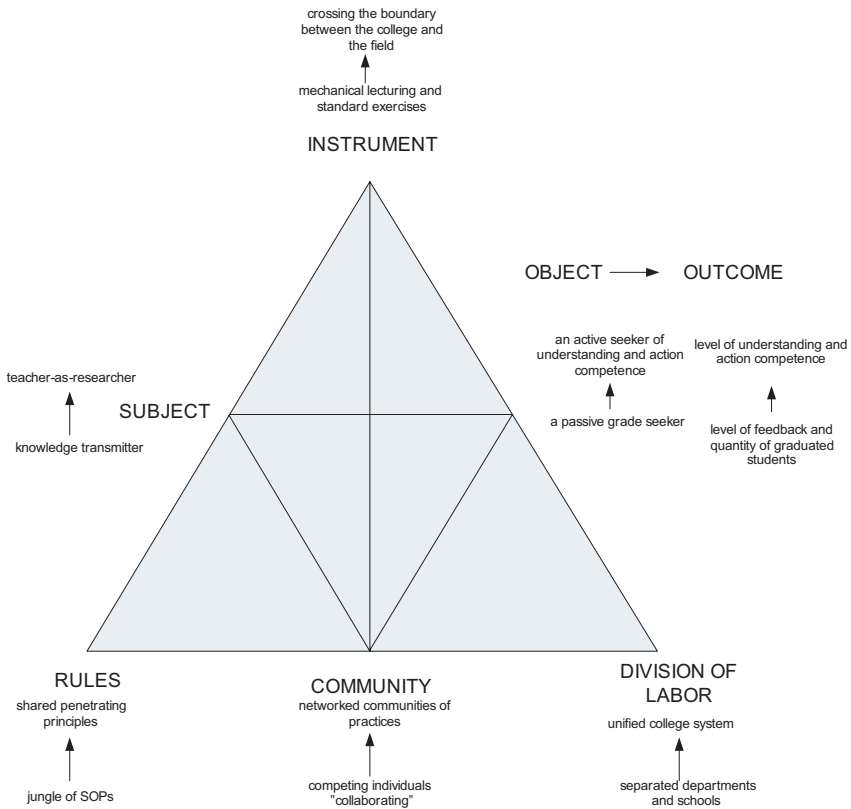 crossing the boundary
between the college and
the field
mechanical lecturing and
standard exercises
INSTRUMENT
OBJECT
OUTCOME
an active seeker of
understanding and action
competence
level of understanding and
action competence
teacher-as-researcher
SUBJECT
a passive grade seeker
level of feedback and
quantity of graduated
students
knowledge transmitter
RULES
shared penetrating
principles
jungle of SOPs
COMMUNITY
networked communities of
practices
competing individuals
"collaborating"
DIVISION OF
LABOR
unified college system
separated departments
and schools